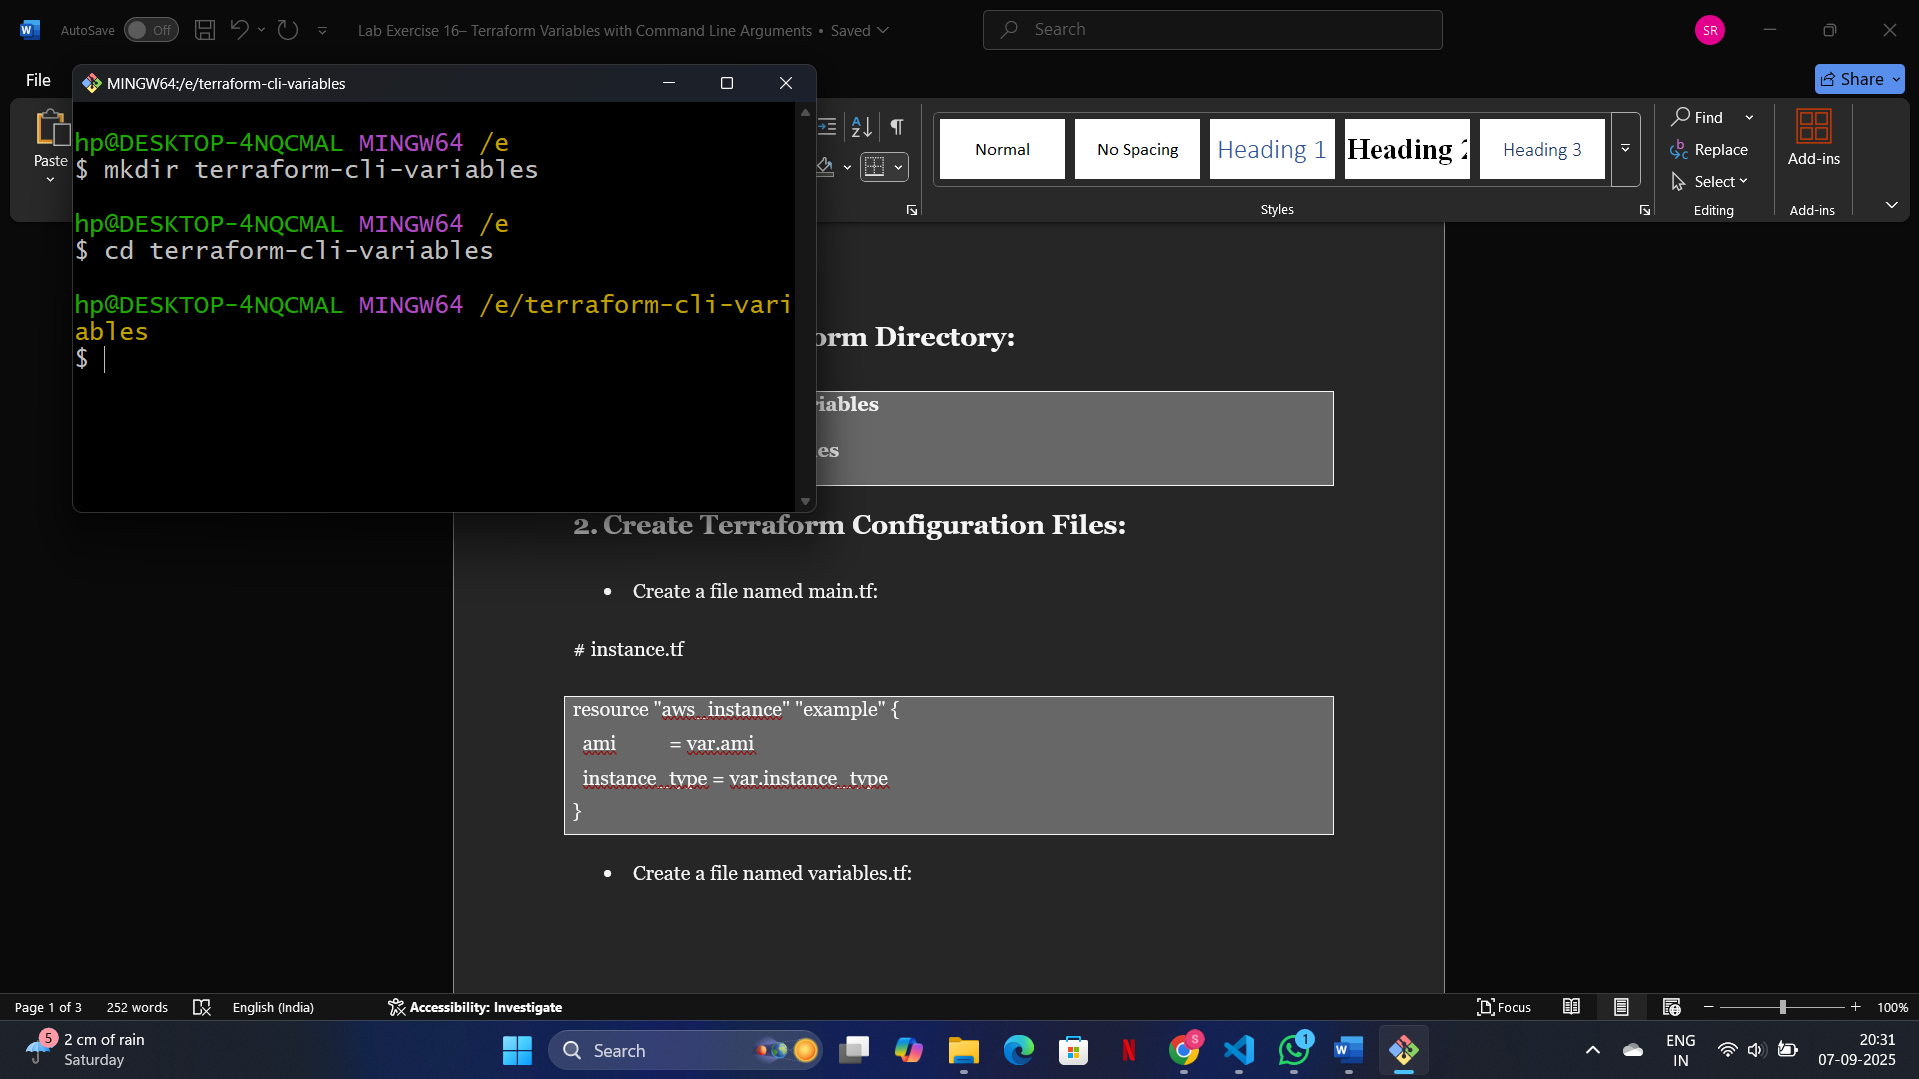 AutoSave Off
Lab Exercise 16– Terraform Variables with Command Line Arguments • Saved
Search
SR
File
Share
MINGW64:/e/terraform-cli-variables
hp@DESKTOP-4NQCMAL MINGW64 /e
$ mkdir terraform-cli-variables
hp@DESKTOP-4NQCMAL MINGW64 /e
$ cd terraform-cli-variables
hp@DESKTOP-4NQCMAL MINGW64 /e/terraform-cli-vari
ables
$
Paste
Normal
No Spacing
Heading 1
Heading 2
Heading 3
Styles
Find
Replace
Select
Editing
Add-ins
Add-ins
orm Directory:
riables
les
2. Create Terraform Configuration Files:
• Create a file named main.tf:
# instance.tf
resource "aws_instance" "example" {
ami = var.ami
instance_type = var.instance_type
}
• Create a file named variables.tf:
Page 1 of 3
252 words
English (India)
Accessibility: Investigate
Focus
100%
5
2 cm of rain
Saturday
Search
S
1
ENG
IN
20:31
07-09-2025